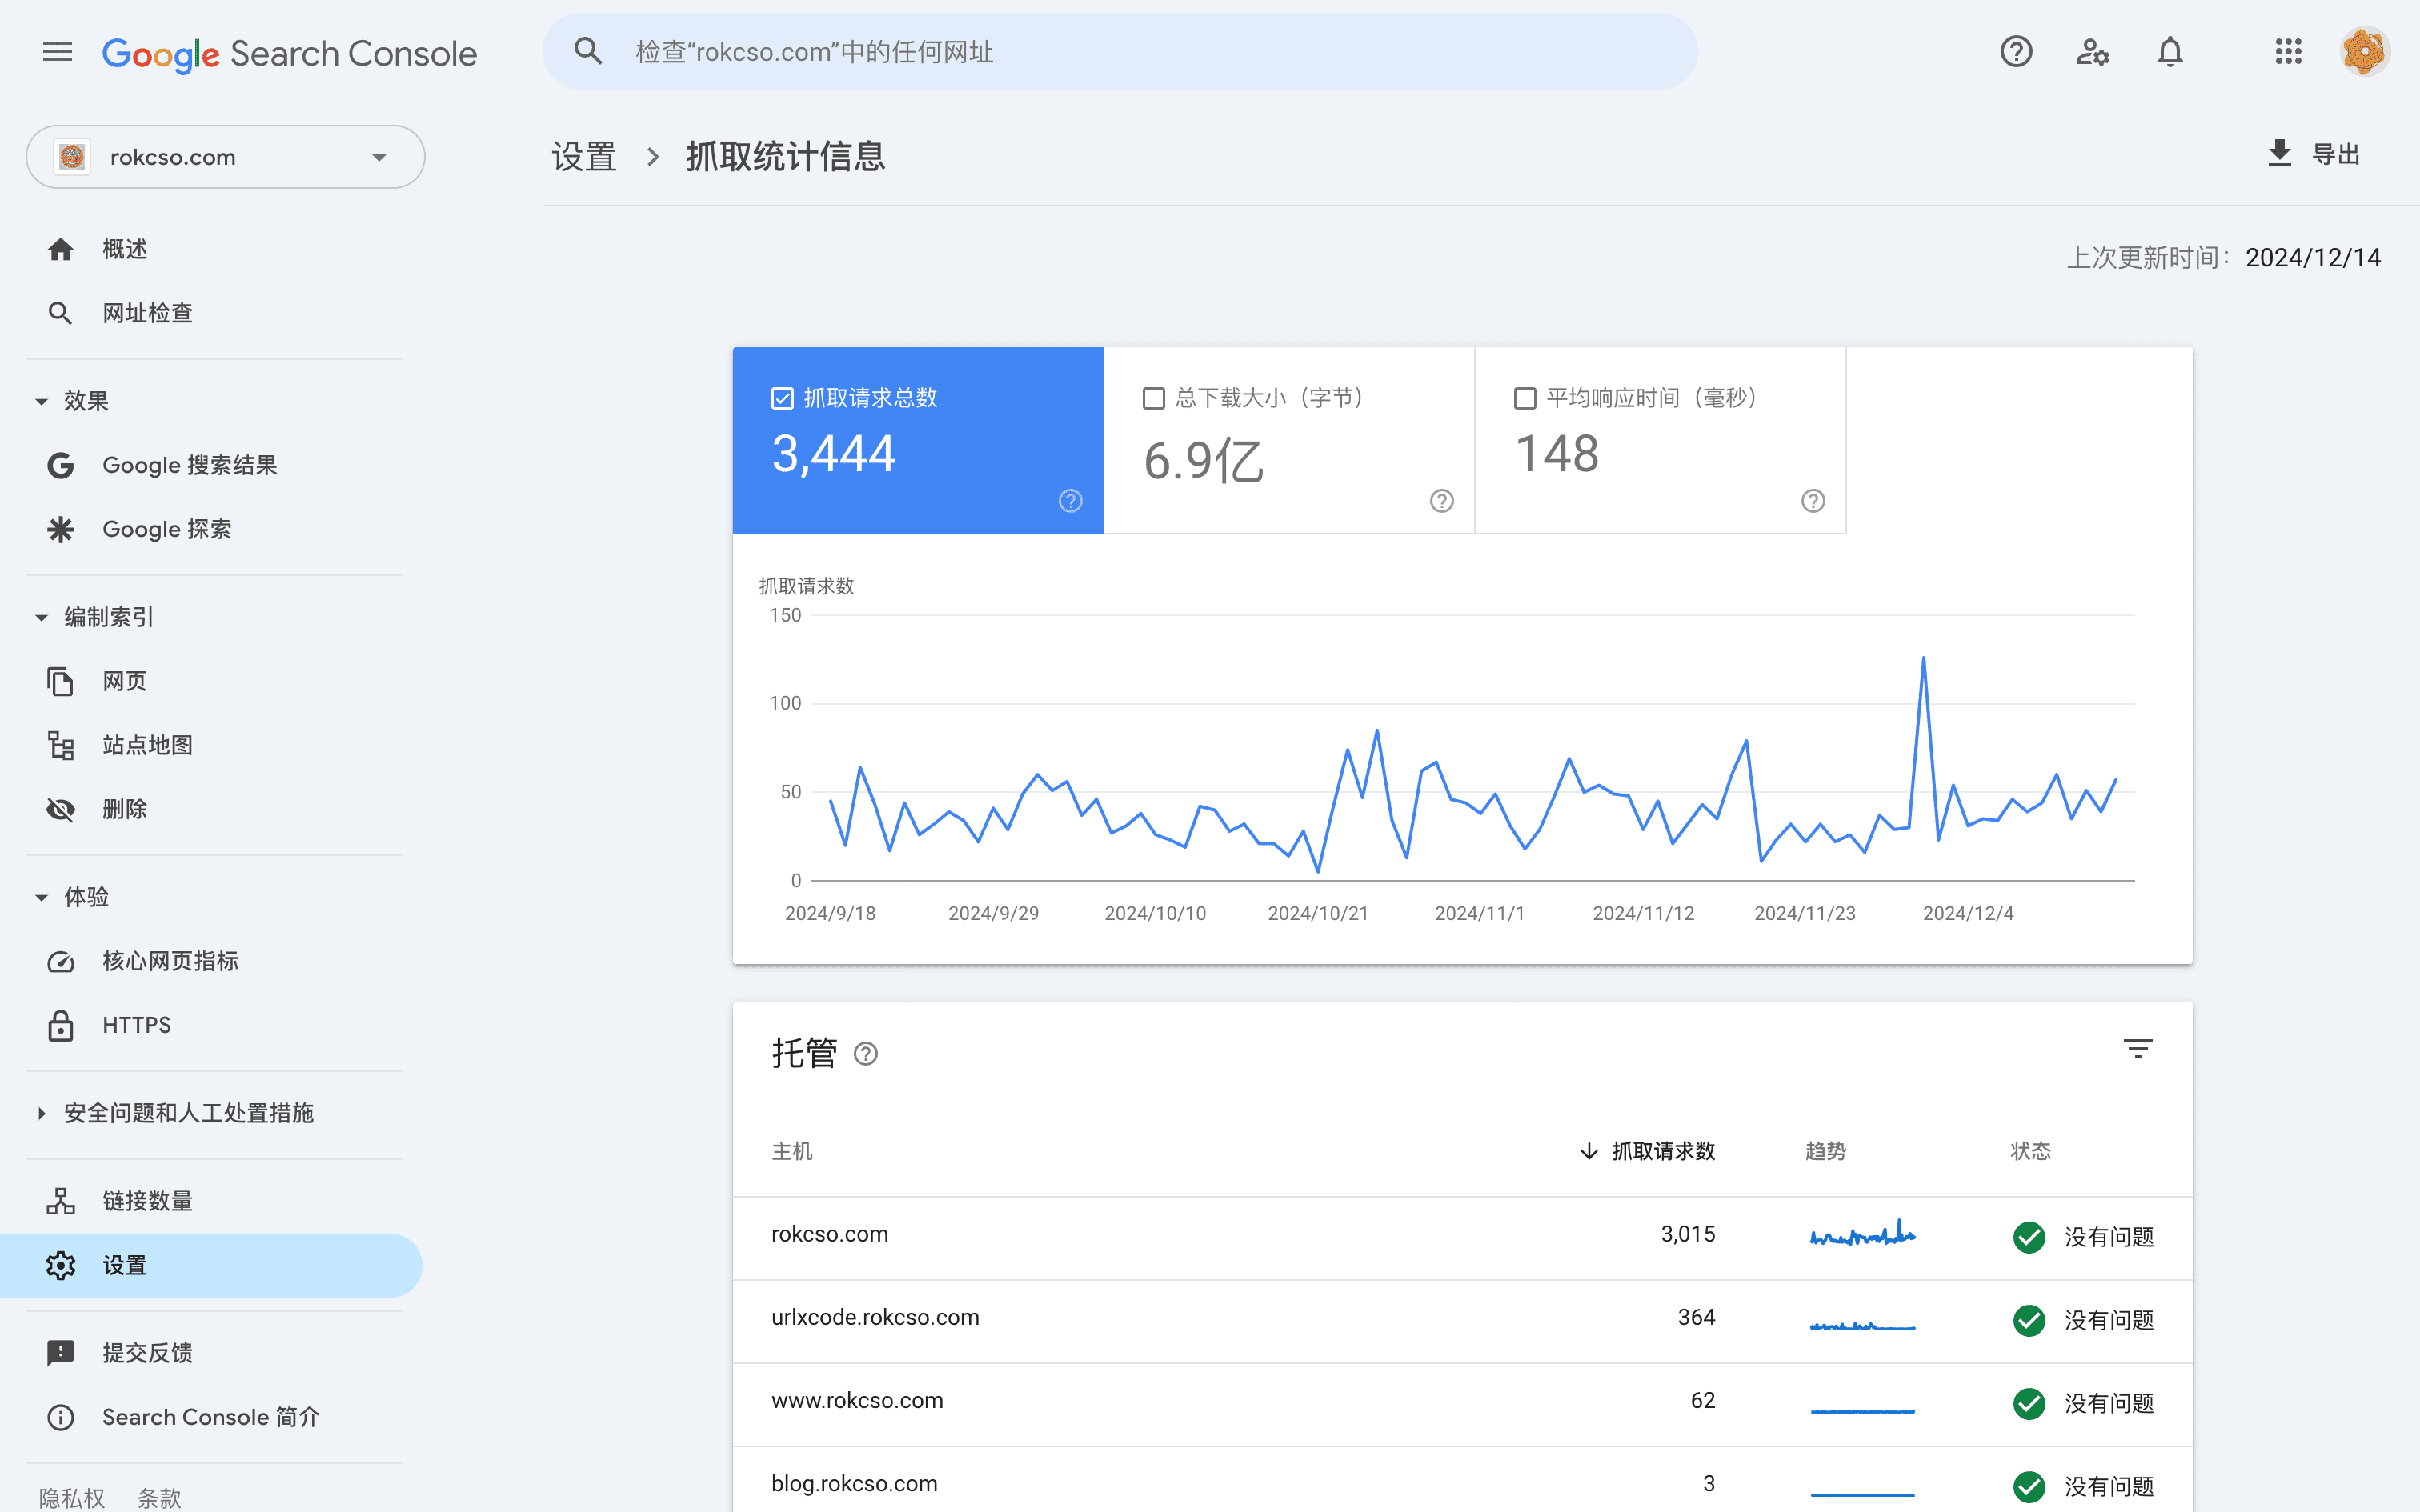 Google Search Console
检查“rokcso.com”中的任何网址
rokcso.com
概述
网址检查
效果
Google 搜索结果
Google 探索
编制索引
网页
站点地图
删除
体验
核心网页指标
HTTPS
安全问题和人工处置措施
链接数量
设置
提交反馈
Search Console 简介
隐私权 条款
设置 抓取统计信息
导出
上次更新时间：2024/12/14
抓取请求总数
3,444
总下载大小（字节）
6.9亿
平均响应时间（毫秒）
148
抓取请求数
150
100
50
0
2024/9/18 2024/9/29 2024/10/10 2024/10/21 2024/11/1 2024/11/12 2024/11/23 2024/12/4
托管
主机 抓取请求数 趋势 状态
rokcso.com 3,015 没有问题
urlxcode.rokcso.com 364 没有问题
www.rokcso.com 62 没有问题
blog.rokcso.com 3 没有问题